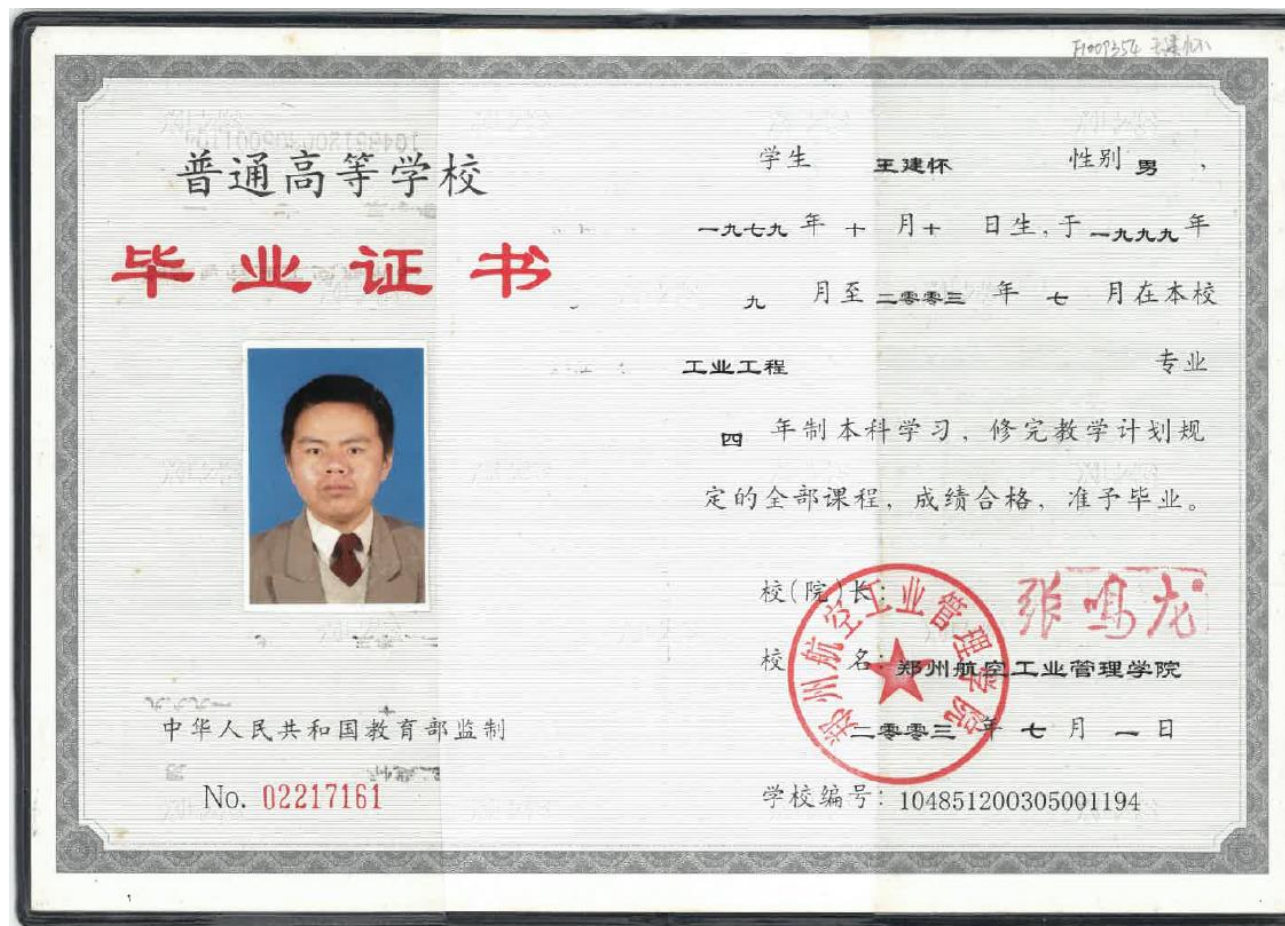 普通高等学校
毕业证书
中华人民共和国教育部监制
No. 02217161
学生 王建怀 性别 男 ,
一九七九 年 十 月 十 日生,于 一九九九 年
九 月至 二零零三 年 七 月在本校
工业工程 专业
四 年制本科学习,修完教学计划规
定的全部课程,成绩合格,准予毕业。
校(院)长: 张鸣龙
校 名: 郑州航空工业管理学院
二零零三 年 七 月 一 日
学校编号: 104851200305001194
郑州航空工业管理学院